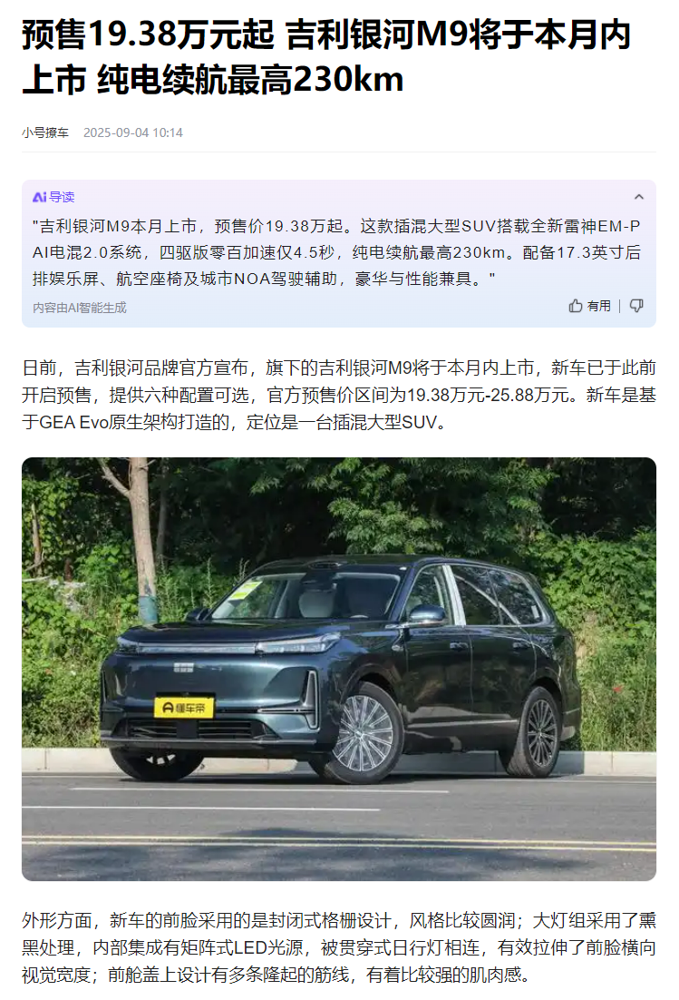 预售19.38万元起 吉利银河M9将于本月内
上市 纯电续航最高230km
小号撩车 2025-09-04 10:14
Ai导读
"吉利银河M9本月上市，预售价19.38万起。这款插混大型SUV搭载全新雷神EM-P
AI电混2.0系统，四驱版零百加速仅4.5秒，纯电续航最高230km。配备17.3英寸后
排娱乐屏、航空座椅及城市NOA驾驶辅助，豪华与性能兼具。"
内容由AI智能生成 有用
日前，吉利银河品牌官方宣布，旗下的吉利银河M9将于本月内上市，新车已于此前
开启预售，提供六种配置可选，官方预售价区间为19.38万元-25.88万元。新车是基
于GEA Evo原生架构打造的，定位是一台插混大型SUV。
懂车帝
外形方面，新车的前脸采用的是封闭式格栅设计，风格比较圆润；大灯组采用了熏
黑处理，内部集成有矩阵式LED光源，被贯穿式日行灯相连，有效拉伸了前脸横向
视觉宽度；前舱盖上设计有多条隆起的筋线，有着比较强的肌肉感。